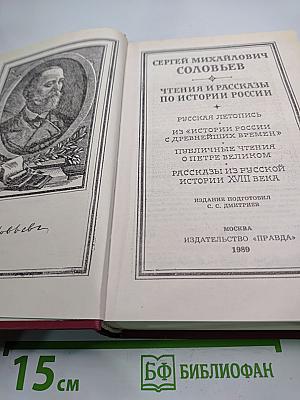 СЕРГЕЙ МИХАЙЛОВИЧ
СОЛОВЬЕВ
ЧТЕНИЯ И РАССКАЗЫ
ПО ИСТОРИИ РОССИИ
РУССКАЯ ЛЕТОПИСЬ
ИЗ «ИСТОРИИ РОССИИ
С ДРЕВНЕЙШИХ ВРЕМЕН»
ПУБЛИЧНЫЕ ЧТЕНИЯ
О ПЕТРЕ ВЕЛИКОМ
РАССКАЗЫ ИЗ РУССКОЙ
ИСТОРИИ XVIII ВЕКА
ИЗДАНИЕ ПОДГОТОВИЛ
С. С. ДМИТРИЕВ
МОСКВА
ИЗДАТЕЛЬСТВО «ПРАВДА»
1989
15 см
БФ БИБЛИОФАН